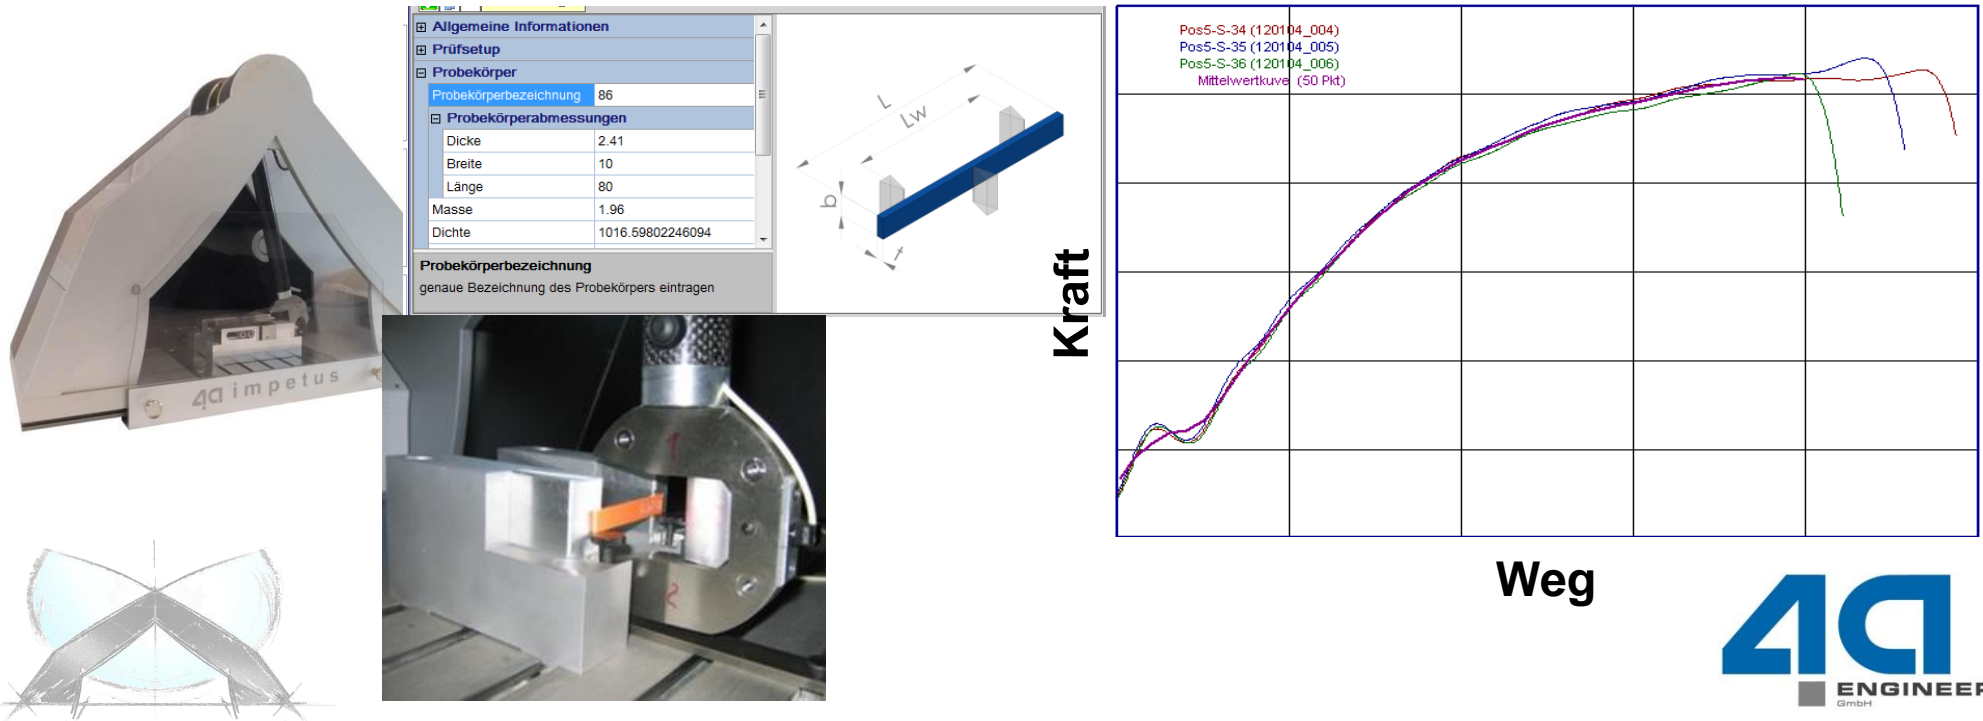 4a impetus
Allgemeine Informationen
Prüfsetup
Probekörper
Probekörperbezeichnung 86
Probekörperabmessungen
Dicke 2.41
Breite 10
Länge 80
Masse 1.96
Dichte 1016.59802246094
Probekörperbezeichnung
genaue Bezeichnung des Probekörpers eintragen
L
Lw
b
t
1
2
Kraft
Pos5-S-34 (120104_004)
Pos5-S-35 (120104_005)
Pos5-S-36 (120104_006)
Mittelwertkuve (50 Pkt)
Weg
4a
ENGINEER
GmbH